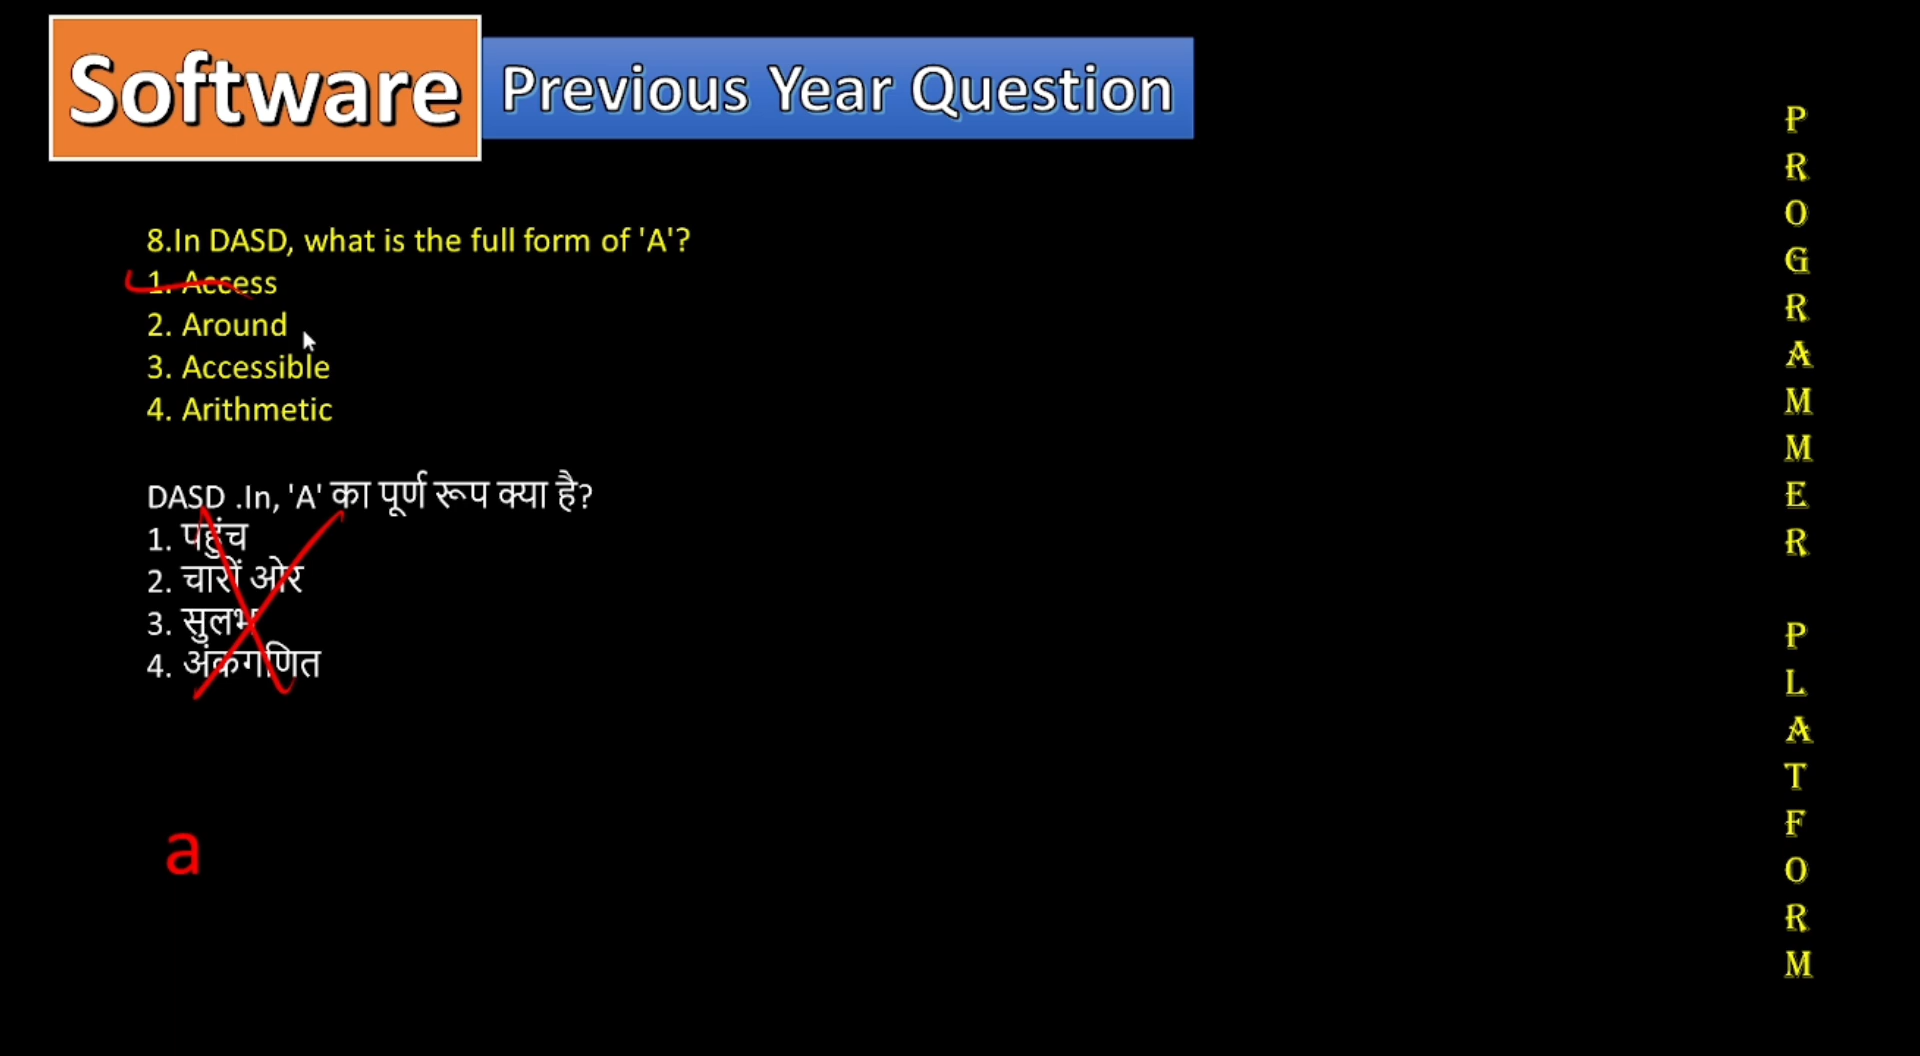 Software
Previous Year Question
8.In DASD, what is the full form of 'A'?
1. Access
2. Around
3. Accessible
4. Arithmetic
DASD .In, 'A' का पूर्ण रूप क्या है?
1. पहुंच
2. चारों ओर
3. सुलभ
4. अंकगणित
a
PROGRAMMER PLATFORM